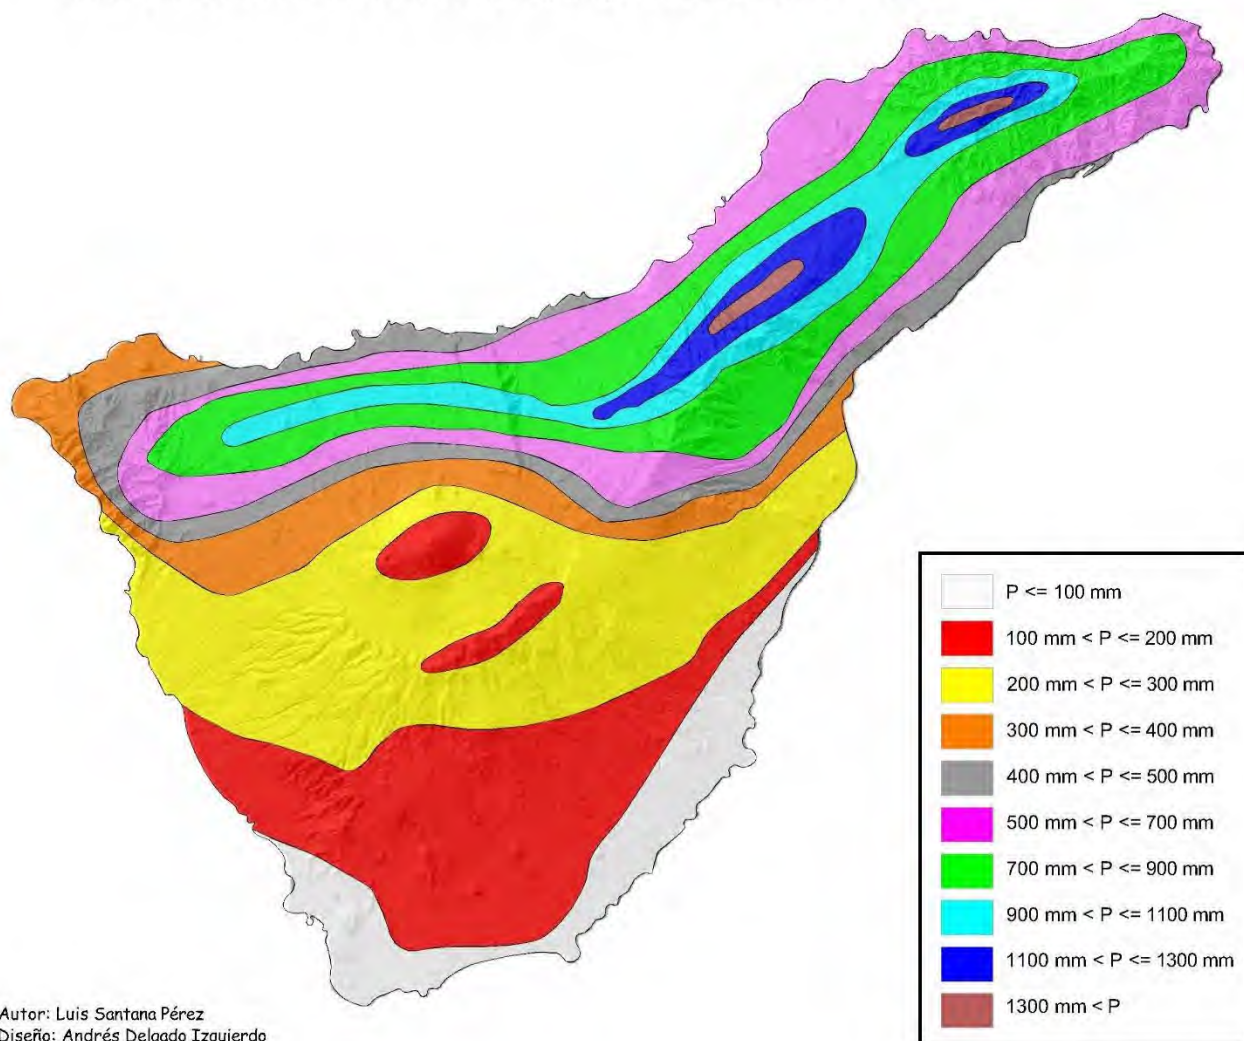 P <= 100 mm
100 mm < P <= 200 mm
200 mm < P <= 300 mm
300 mm < P <= 400 mm
400 mm < P <= 500 mm
500 mm < P <= 700 mm
700 mm < P <= 900 mm
900 mm < P <= 1100 mm
1100 mm < P <= 1300 mm
1300 mm < P
Autor: Luis Santana Pérez
Diseño: Andrés Delgado Izquierdo